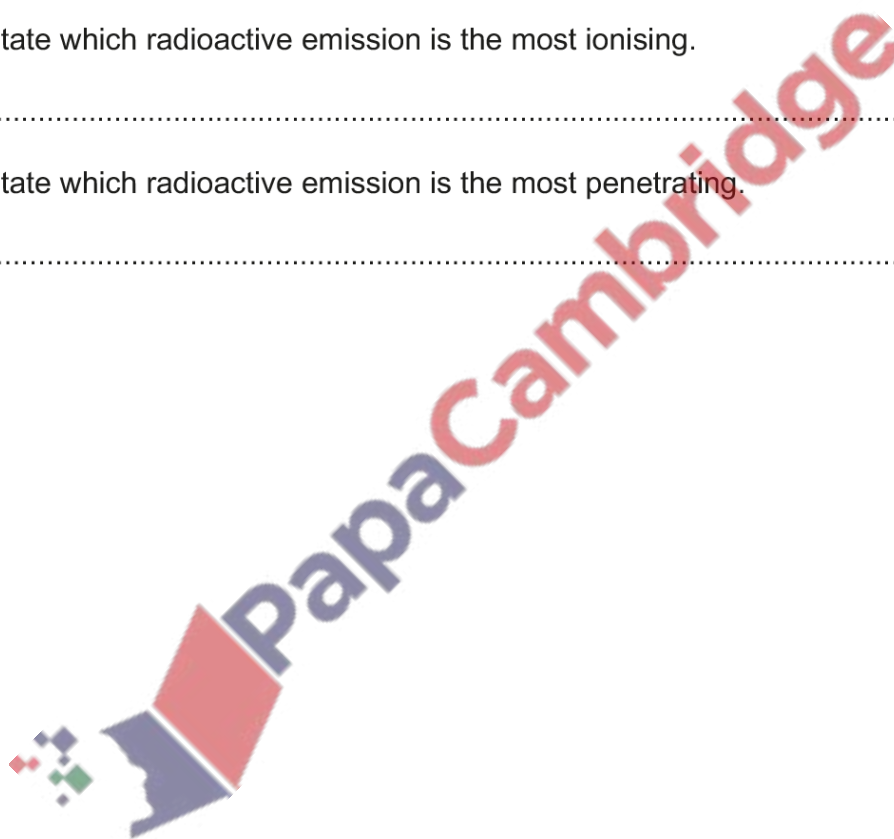 tate which radioactive emission is the most ionising.
................................................................................................................
tate which radioactive emission is the most penetrating.
................................................................................................................
PapaCambridge